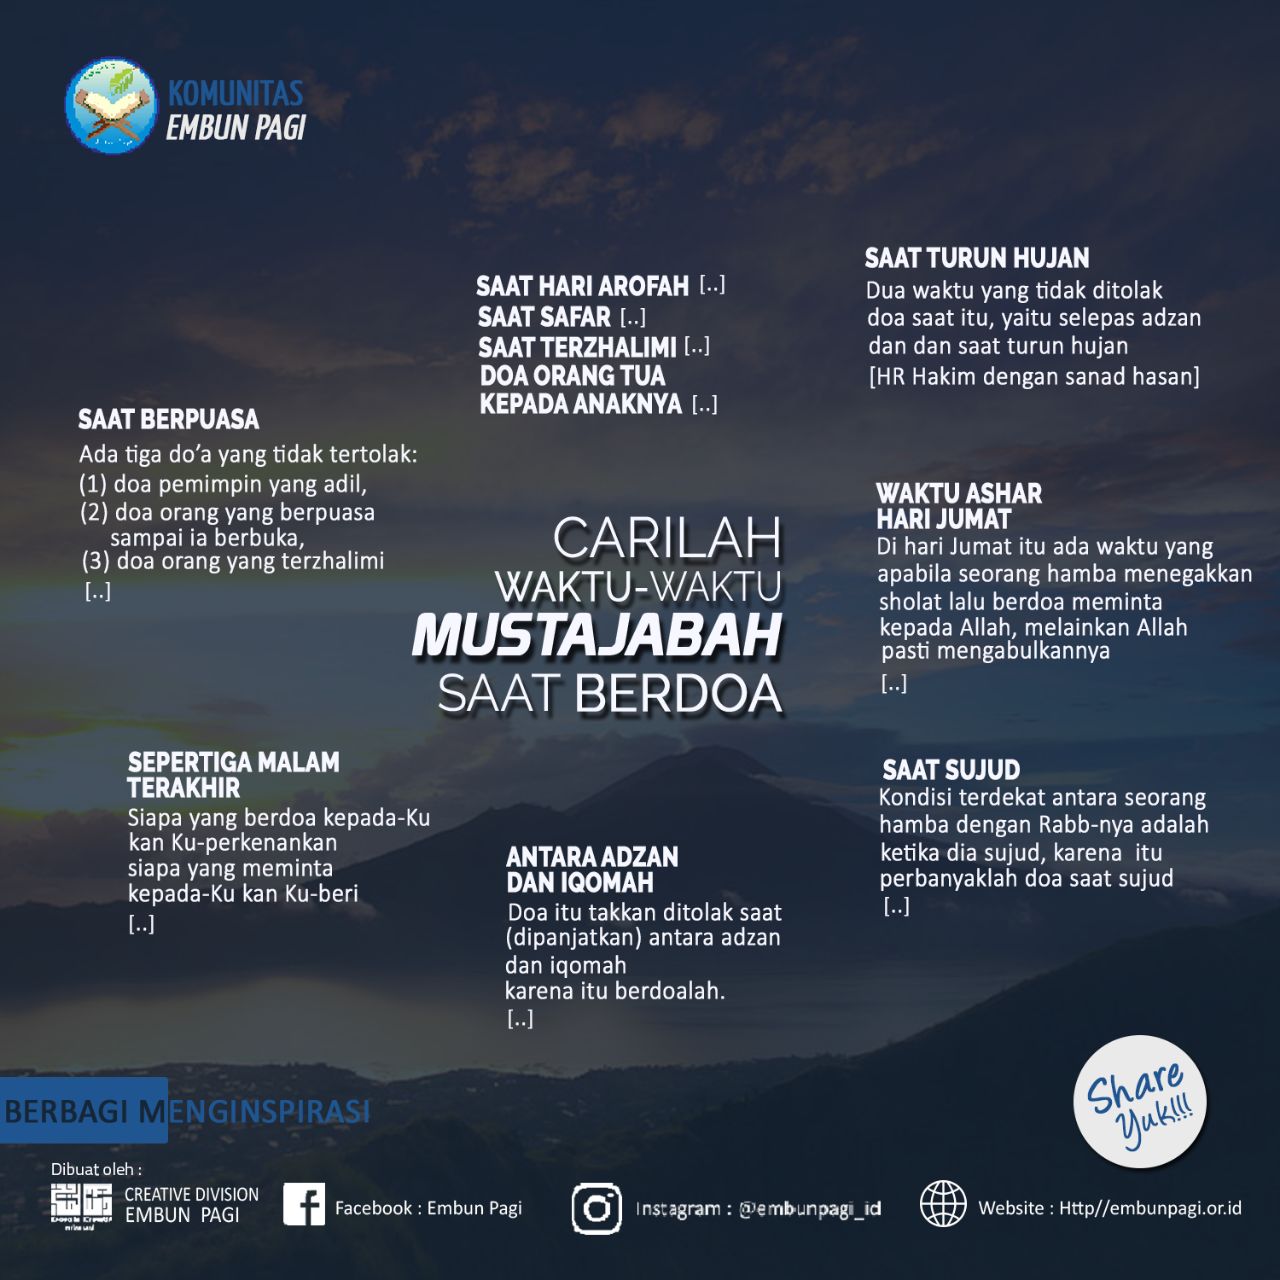 KOMUNITAS
EMBUN PAGI
SAAT HARI AROFAH [..]
SAAT SAFAR [..]
SAAT TERZHALIMI [..]
DOA ORANG TUA
KEPADA ANAKNYA [..]
SAAT TURUN HUJAN
Dua waktu yang tidak ditolak
doa saat itu, yaitu selepas adzan
dan dan saat turun hujan
[HR Hakim dengan sanad hasan]
SAAT BERPUASA
Ada tiga do’a yang tidak tertolak:
(1) doa pemimpin yang adil,
(2) doa orang yang berpuasa
sampai ia berbuka,
(3) doa orang yang terzhalimi
[..]
CARILAH
WAKTU-WAKTU
MUSTAJABAH
SAAT BERDOA
WAKTU ASHAR
HARI JUMAT
Di hari Jumat itu ada waktu yang
apabila seorang hamba menegakkan
sholat lalu berdoa meminta
kepada Allah, melainkan Allah
pasti mengabulkannya
[..]
SEPERTIGA MALAM
TERAKHIR
Siapa yang berdoa kepada-Ku
kan Ku-perkenankan
siapa yang meminta
kepada-Ku kan Ku-beri
[..]
ANTARA ADZAN
DAN IQOMAH
Doa itu takkan ditolak saat
(dipanjatkan) antara adzan
dan iqomah
karena itu berdoalah.
[..]
SAAT SUJUD
Kondisi terdekat antara seorang
hamba dengan Rabb-nya adalah
ketika dia sujud, karena itu
perbanyaklah doa saat sujud
[..]
Share
Yuk!!!
BERBAGI MENGINSPIRASI
Dibuat oleh :
CREATIVE DIVISION
EMBUN PAGI
Facebook : Embun Pagi
Instagram : @embunpagi_id
Website : Http//embunpagi.or.id